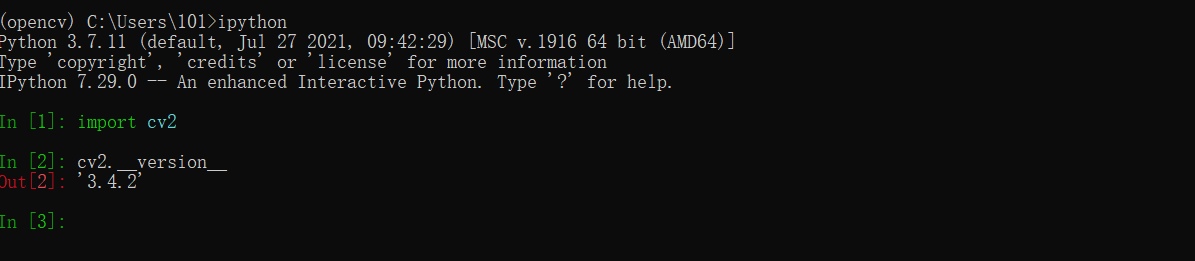 (opencv) C:\Users\101>ipython
Python 3.7.11 (default, Jul 27 2021, 09:42:29) [MSC v.1916 64 bit (AMD64)]
Type 'copyright', 'credits' or 'license' for more information
IPython 7.29.0 -- An enhanced Interactive Python. Type '?' for help.
In [1]: import cv2
In [2]: cv2.__version__
Out[2]: '3.4.2'
In [3]: